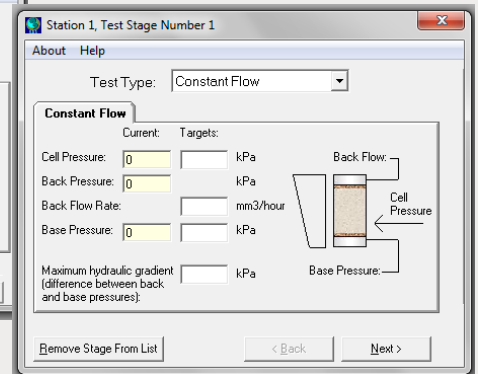 Station 1, Test Stage Number 1
About Help
Test Type: Constant Flow
Constant Flow
Current: Targets:
Cell Pressure: 0 kPa
Back Pressure: 0 kPa
Back Flow Rate: mm3/hour
Base Pressure: 0 kPa
Maximum hydraulic gradient kPa
(difference between back
and base pressures):
Back Flow:
Cell
Pressure
Base Pressure:
Remove Stage From List < Back Next >